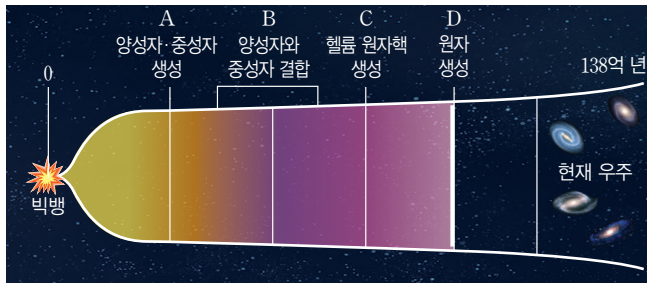 A
양성자·중성자
생성
B
양성자와
중성자 결합
C
헬륨 원자핵
생성
D
원자
생성
0
138억 년
빅뱅
현재 우주